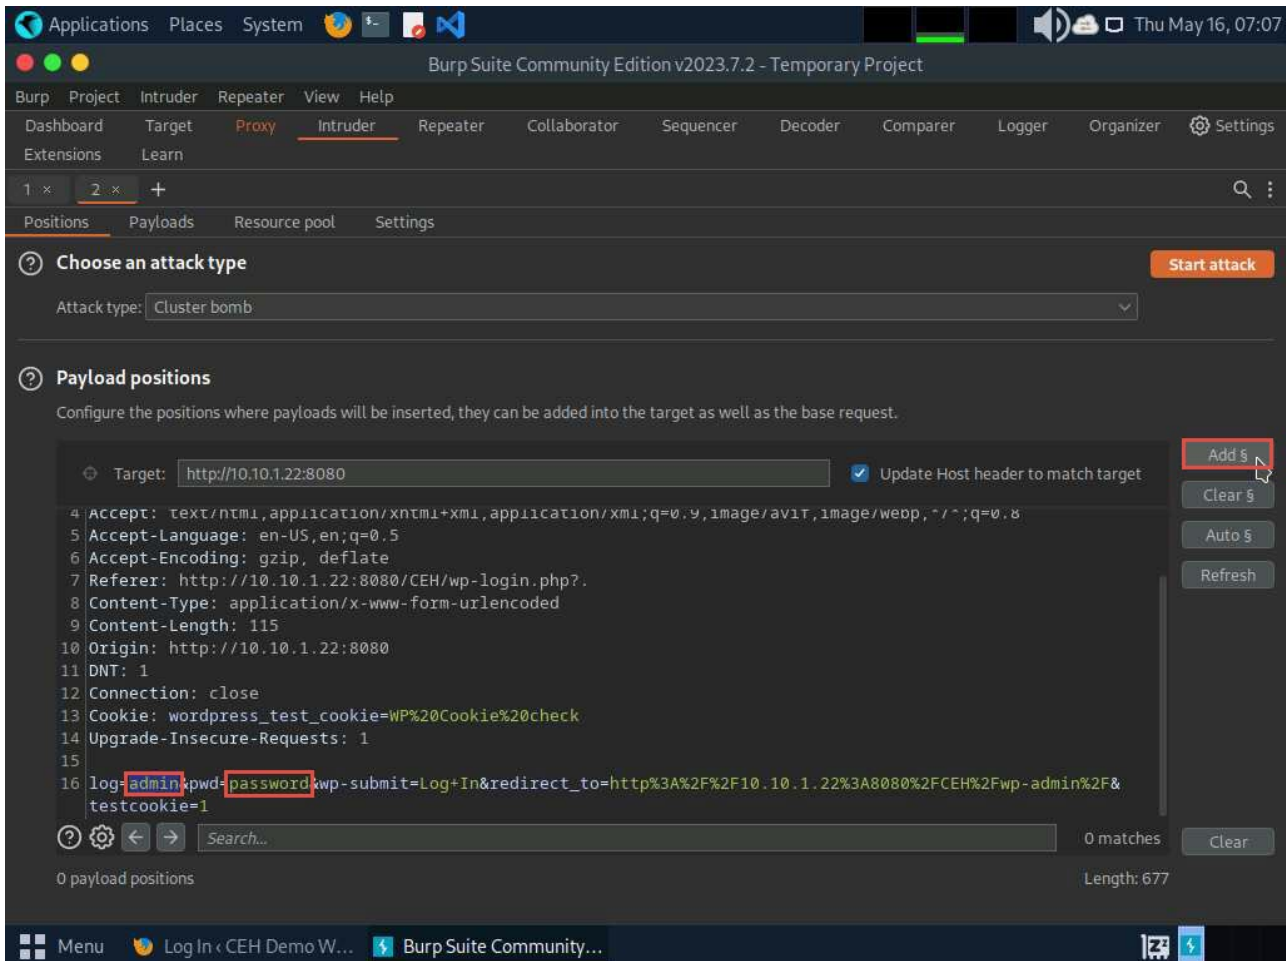 Applications Places System Thu May 16, 07:07
Burp Suite Community Edition v2023.7.2 - Temporary Project
Burp Project Intruder Repeater View Help
Dashboard Target Proxy Intruder Repeater Collaborator Sequencer Decoder Comparer Logger Organizer Settings
Extensions Learn
1 × 2 × +
Positions Payloads Resource pool Settings
Choose an attack type
Start attack
Attack type: Cluster bomb
Payload positions
Configure the positions where payloads will be inserted, they can be added into the target as well as the base request.
Add §
Target: http://10.10.1.22:8080 Update Host header to match target
Clear §
4 Accept: text/html,application/xhtml+xml,application/xml;q=0.9,image/avif,image/webp,*/*;q=0.8
5 Accept-Language: en-US,en;q=0.5
Auto §
6 Accept-Encoding: gzip, deflate
7 Referer: http://10.10.1.22:8080/CEH/wp-login.php?.
Refresh
8 Content-Type: application/x-www-form-urlencoded
9 Content-Length: 115
10 Origin: http://10.10.1.22:8080
11 DNT: 1
12 Connection: close
13 Cookie: wordpress_test_cookie=WP%20Cookie%20check
14 Upgrade-Insecure-Requests: 1
15
16 log=admin&pwd=password&wp-submit=Log+In&redirect_to=http%3A%2F%2F10.10.1.22%3A8080%2FCEH%2Fwp-admin%2F&
testcookie=1
Search... 0 matches Clear
0 payload positions Length: 677
Menu Log In ‹ CEH Demo W... Burp Suite Community...